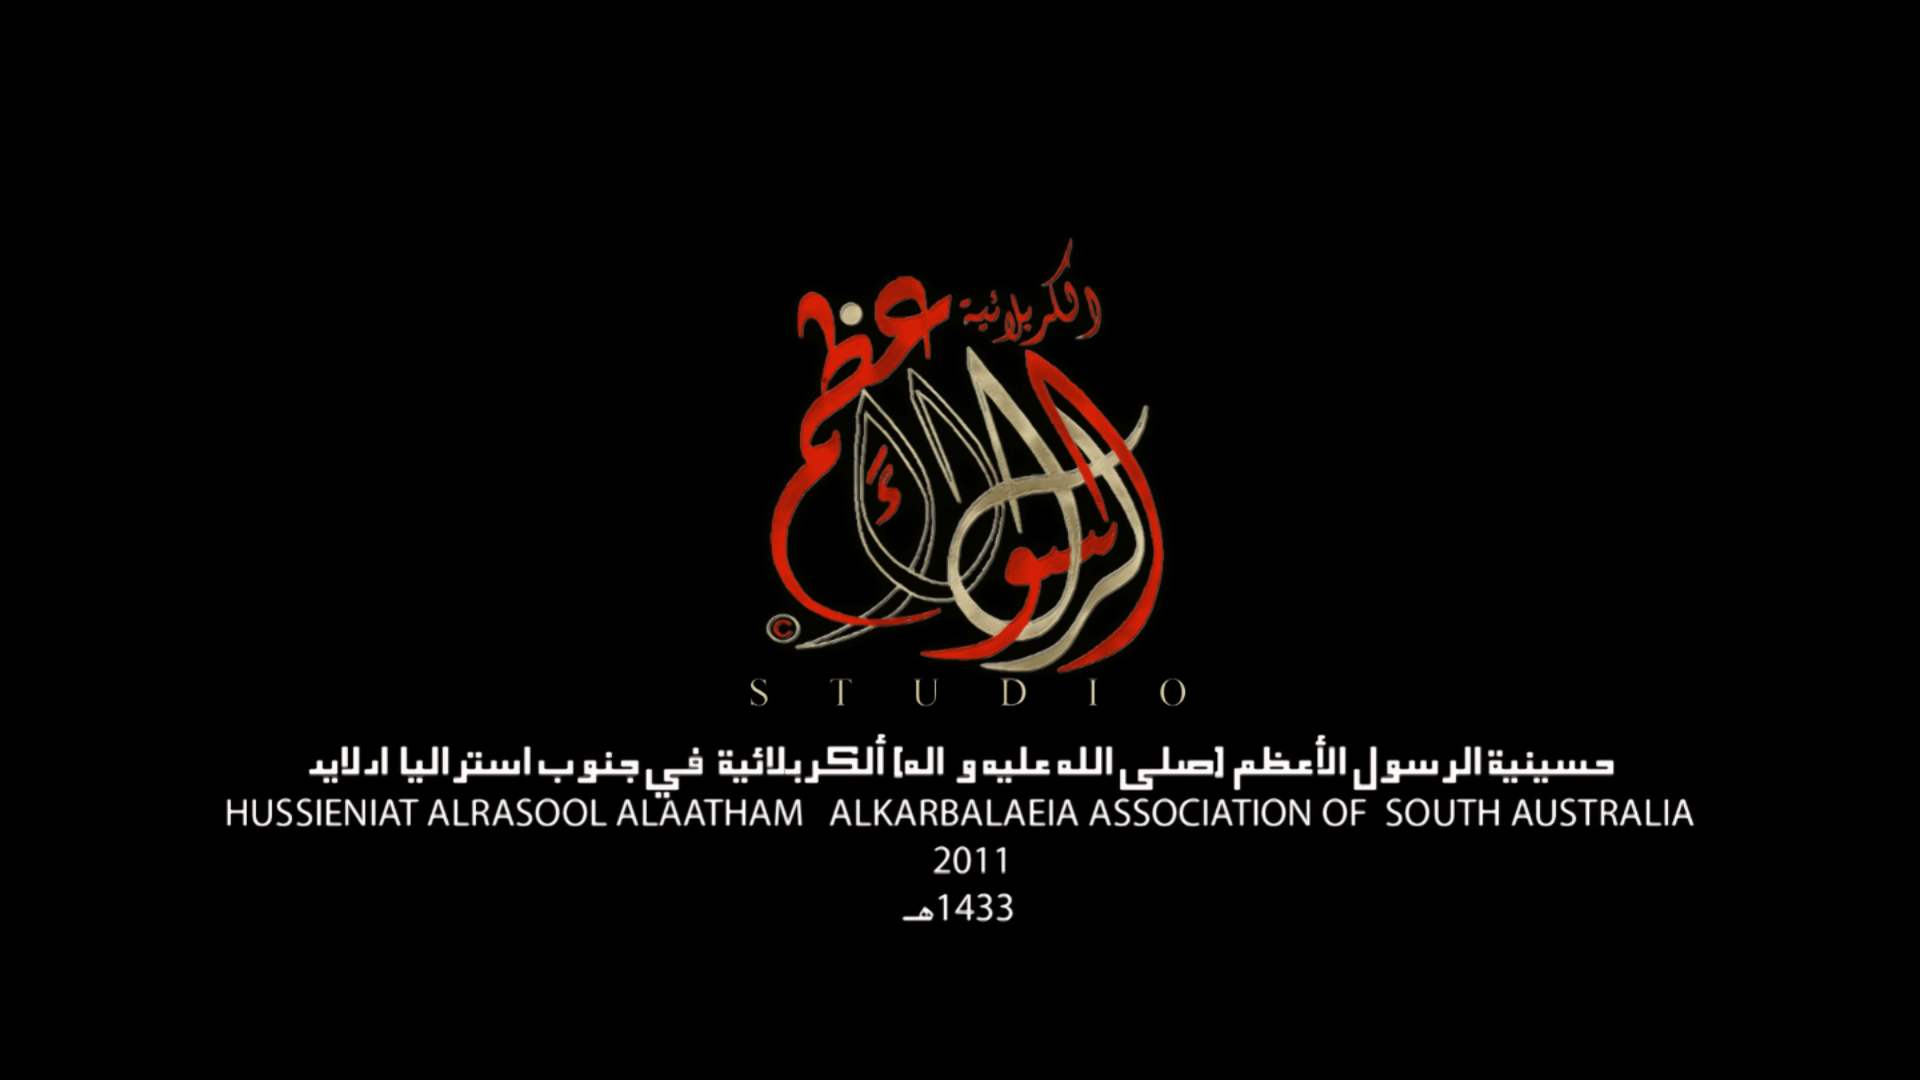 الكربلائية
الرسول الأعظم
©
STUDIO
حسينية الرسول الأعظم (صلى الله عليه و اله) ألكربلائية في جنوب استراليا ادلايد
HUSSIENIAT ALRASOOL ALAATHAM ALKARBALAEIA ASSOCIATION OF SOUTH AUSTRALIA
2011
1433هـ